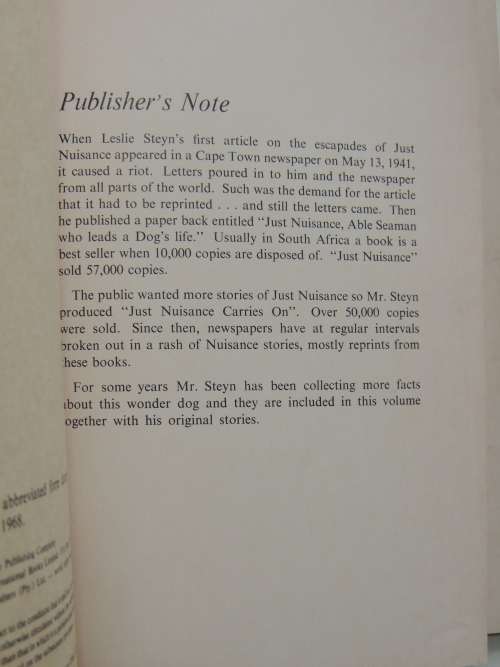 Publisher's Note
When Leslie Steyn's first article on the escapades of Just
Nuisance appeared in a Cape Town newspaper on May 13, 1941,
it caused a riot. Letters poured in to him and the newspaper
from all parts of the world. Such was the demand for the article
that it had to be reprinted . . . and still the letters came. Then
he published a paper back entitled “Just Nuisance, Able Seaman
who leads a Dog's life.” Usually in South Africa a book is a
best seller when 10,000 copies are disposed of. “Just Nuisance”
sold 57,000 copies.
The public wanted more stories of Just Nuisance so Mr. Steyn
produced “Just Nuisance Carries On”. Over 50,000 copies
were sold. Since then, newspapers have at regular intervals
broken out in a rash of Nuisance stories, mostly reprints from
these books.
For some years Mr. Steyn has been collecting more facts
about this wonder dog and they are included in this volume
together with his original stories.
abbreviated
1968.
Publishing Company